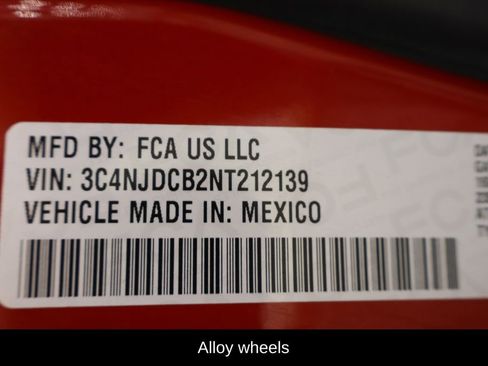 MFD BY: FCA US LLC
VIN: 3C4NJDCB2NT212139
VEHICLE MADE IN: MEXICO
Alloy wheels